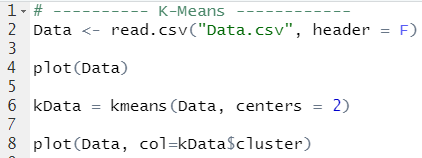 1 # ---------- K-Means ------------
2 Data <- read.csv("Data.csv", header = F)
3
4 plot(Data)
5
6 kData = kmeans(Data, centers = 2)
7
8 plot(Data, col=kData$cluster)